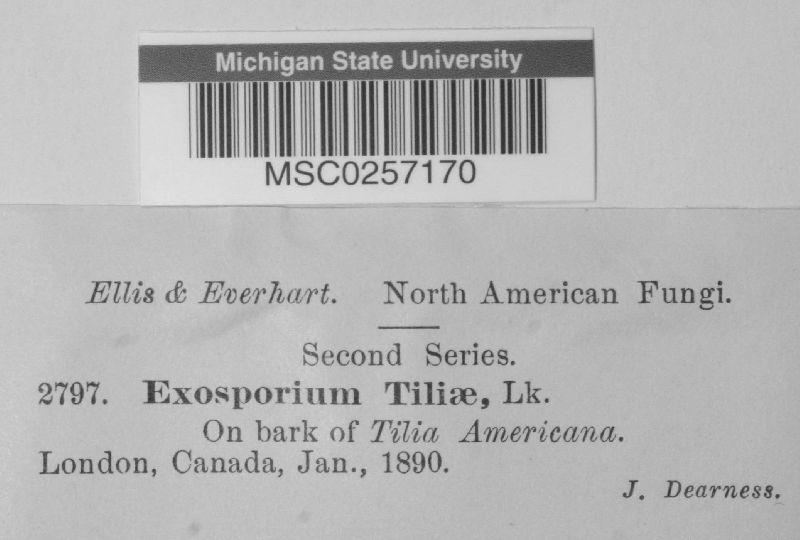 Michigan State University
MSC0257170
Ellis & Everhart. North American Fungi.
Second Series.
2797. Exosporium Tiliæ, Lk.
On bark of Tilia Americana.
London, Canada, Jan., 1890.
J. Dearness.